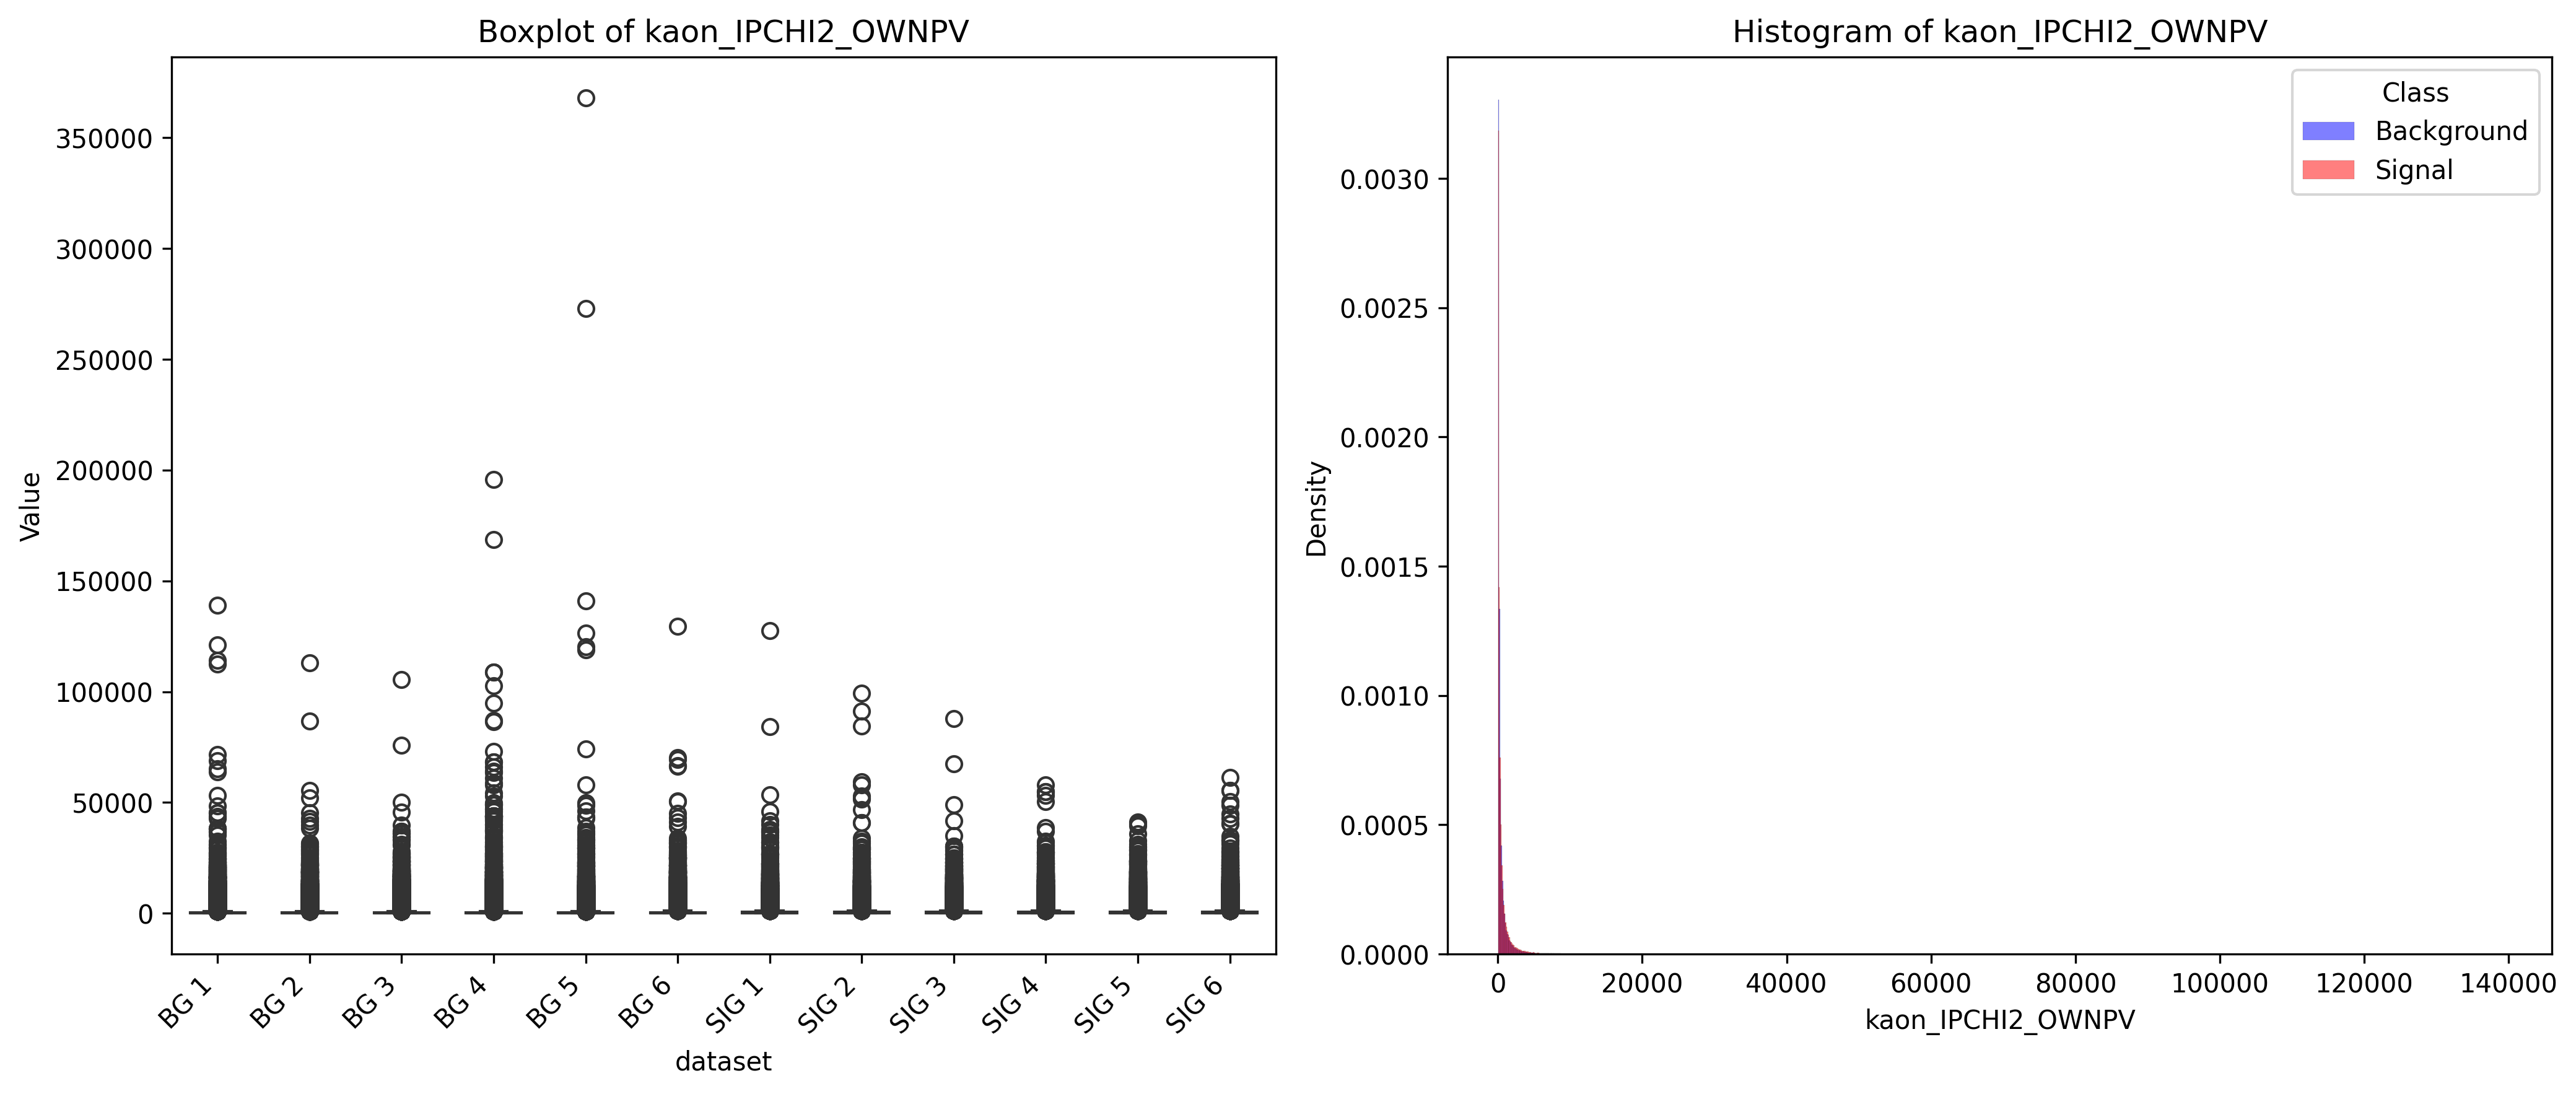 Boxplot of kaon_IPCHI2_OWNPV
Value
350000
300000
250000
200000
150000
100000
50000
0
BG 1
BG 2
BG 3
BG 4
BG 5
BG 6
SIG 1
SIG 2
SIG 3
SIG 4
SIG 5
SIG 6
dataset
Histogram of kaon_IPCHI2_OWNPV
Class
Background
Signal
Density
0.0030
0.0025
0.0020
0.0015
0.0010
0.0005
0.0000
0
20000
40000
60000
80000
100000
120000
140000
kaon_IPCHI2_OWNPV